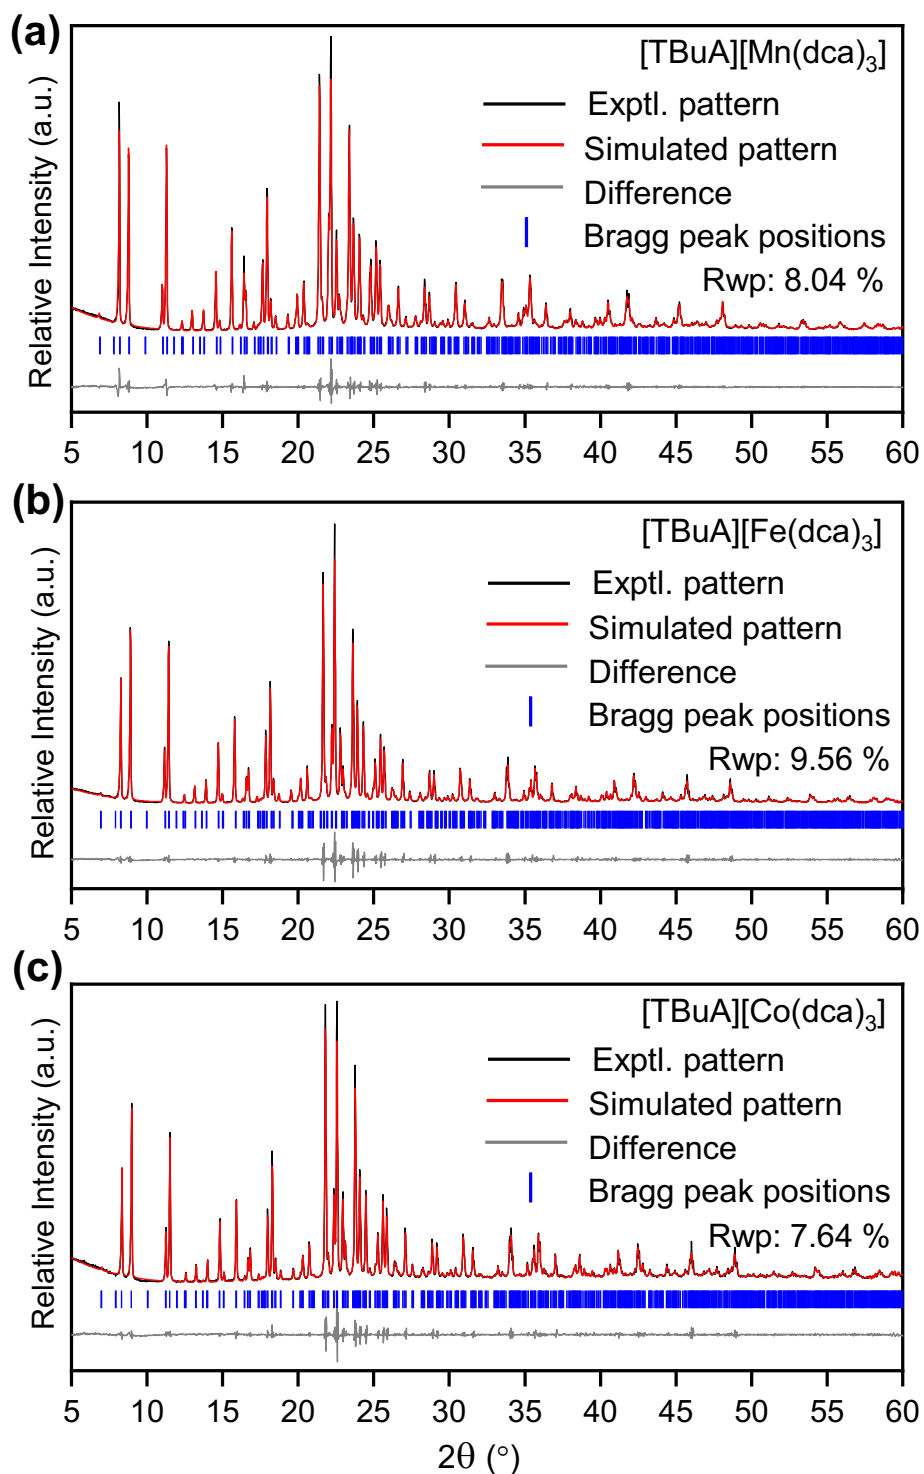 (a)
[TBuA][Mn(dca)₃]
Exptl. pattern
Simulated pattern
Difference
Bragg peak positions
Rwp: 8.04 %
Relative Intensity (a.u.)
5 10 15 20 25 30 35 40 45 50 55 60
(b)
[TBuA][Fe(dca)₃]
Exptl. pattern
Simulated pattern
Difference
Bragg peak positions
Rwp: 9.56 %
Relative Intensity (a.u.)
5 10 15 20 25 30 35 40 45 50 55 60
(c)
[TBuA][Co(dca)₃]
Exptl. pattern
Simulated pattern
Difference
Bragg peak positions
Rwp: 7.64 %
Relative Intensity (a.u.)
5 10 15 20 25 30 35 40 45 50 55 60
2θ (°)